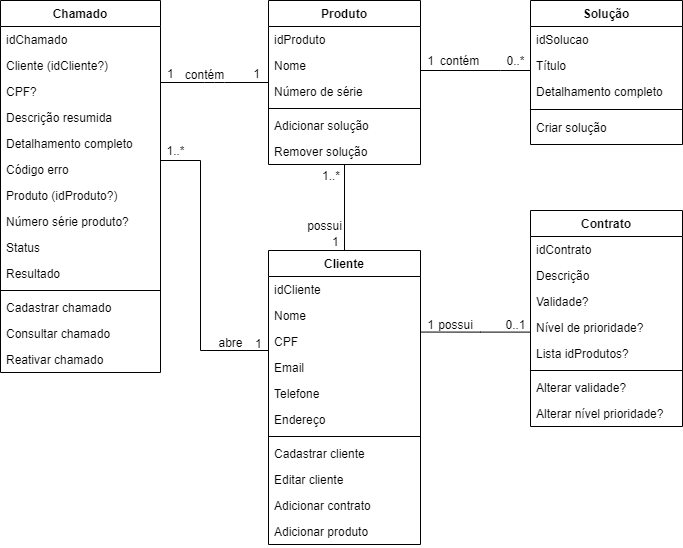 Chamado
idChamado
Cliente (idCliente?)
CPF?
Descrição resumida
Detalhamento completo
Código erro
Produto (idProduto?)
Número série produto?
Status
Resultado
Cadastrar chamado
Consultar chamado
Reativar chamado
1 contém 1
Produto
idProduto
Nome
Número de série
Adicionar solução
Remover solução
1 contém 0..*
Solução
idSolucao
Título
Detalhamento completo
Criar solução
1..*
abre 1
1..*
possui
1
Cliente
idCliente
Nome
CPF
Email
Telefone
Endereço
Cadastrar cliente
Editar cliente
Adicionar contrato
Adicionar produto
1 possui 0..1
Contrato
idContrato
Descrição
Validade?
Nível de prioridade?
Lista idProdutos?
Alterar validade?
Alterar nível prioridade?